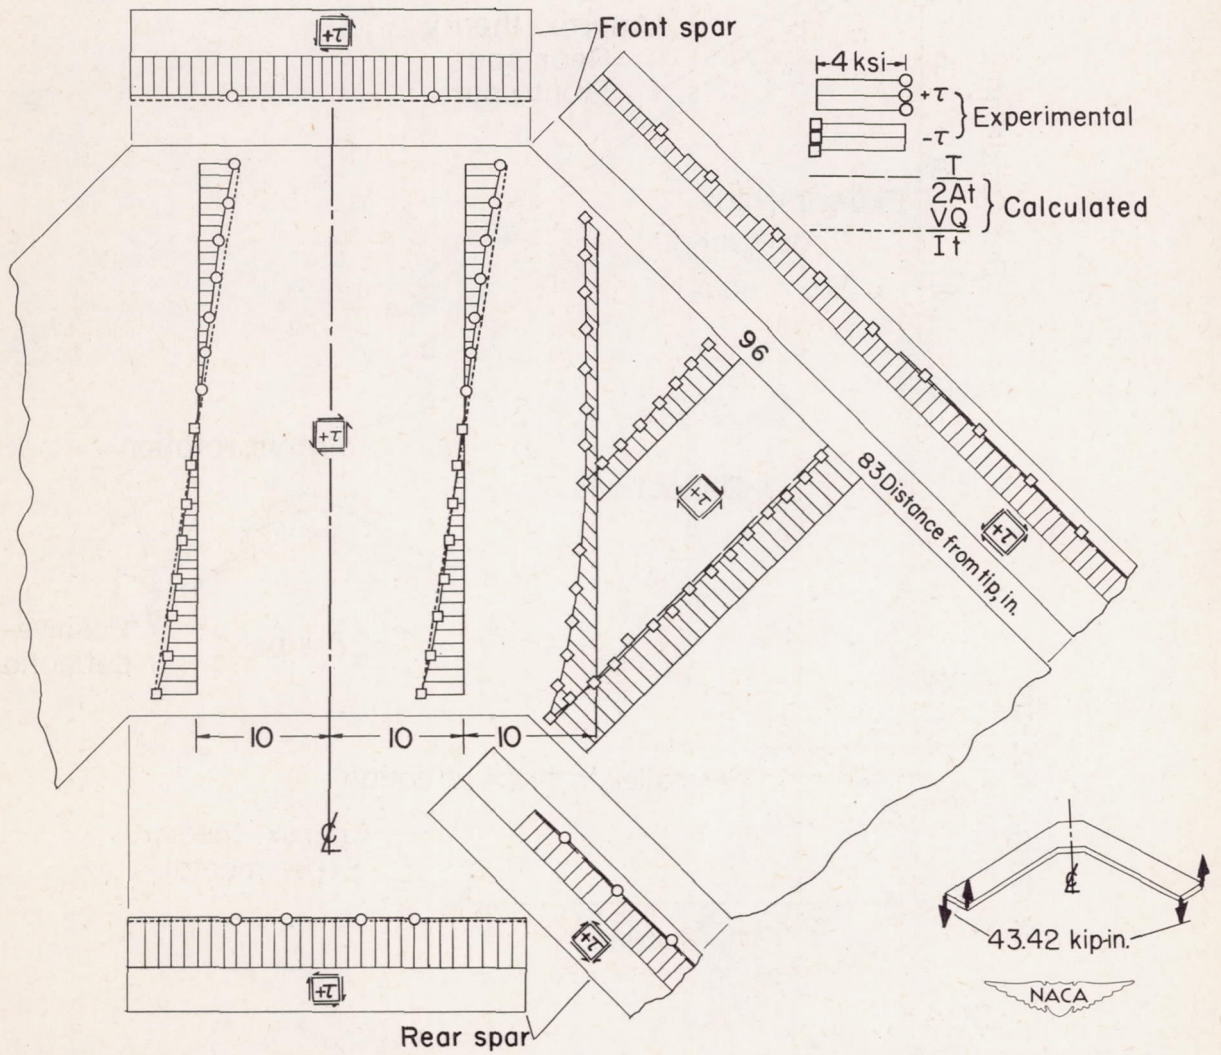 +τ
Front spar
4 ksi
+τ
Experimental
-τ
T
2At
Calculated
VQ
It
96
+τ
+τ
83 Distance from tip, in.
+τ
10
10
10
℄
℄
43.42 kip-in.
+τ
+τ
NACA
Rear spar